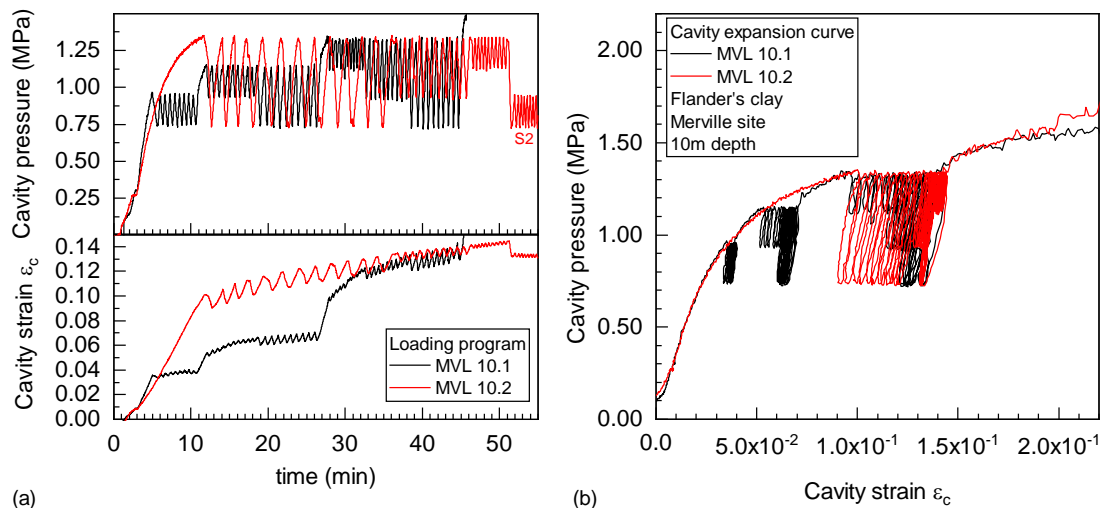 Cavity pressure (MPa)
1.25
1.00
0.75
0.50
0.25
S2
Cavity strain εc
0.14
0.12
0.10
0.08
0.06
0.04
0.02
0.00
Loading program
MVL 10.1
MVL 10.2
0 10 20 30 40 50
time (min)
(a)
Cavity pressure (MPa)
2.00
1.50
1.00
0.50
0.00
Cavity expansion curve
MVL 10.1
MVL 10.2
Flander's clay
Merville site
10m depth
0.0 5.0x10-2 1.0x10-1 1.5x10-1 2.0x10-1
Cavity strain εc
(b)